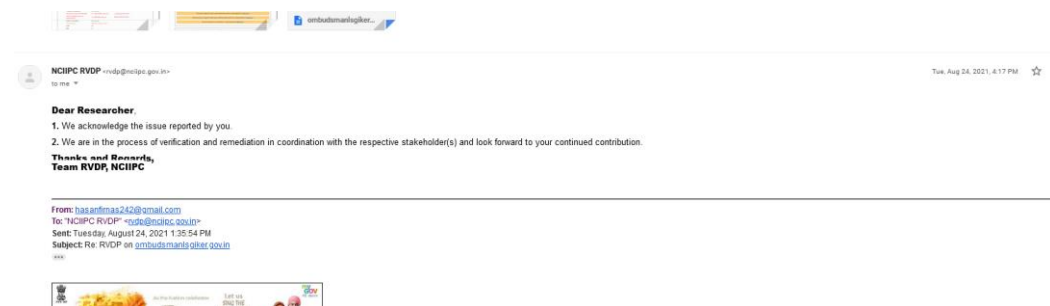 ombudsmanlsgiker...
NCIIPC RVDP <rvdp@nciipc.gov.in>
Tue, Aug 24, 2021, 4:17 PM
to me
Dear Researcher,
1. We acknowledge the issue reported by you.
2. We are in the process of verification and remediation in coordination with the respective stakeholder(s) and look forward to your continued contribution.
Thanks and Regards,
Team RVDP, NCIIPC
From: hasanfirnas242@gmail.com
To: "NCIIPC RVDP" <rvdp@nciipc.gov.in>
Sent: Tuesday, August 24, 2021 1:35:54 PM
Subject: Re: RVDP on ombudsmanlsgiker.gov.in
Let us
gov